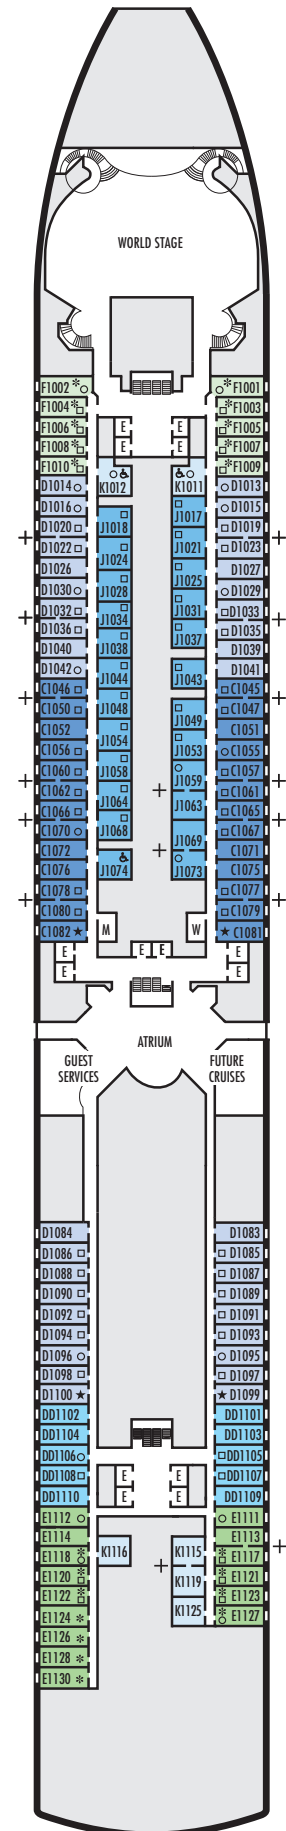 WORLD STAGE
F1002 *○ ○*F1001
F1004 *□ □*F1003
E E
F1006 *□ □*F1005
E E
F1008 *□ □*F1007
F1010 *□ □*F1009
K1012 K1011
D1014 ○ ○ D1013
D1016 ○ ○ D1015
J1018 J1017
D1020 □ □ D1019
D1022 □ □ D1023
J1024 J1021
D1026 D1027
J1028 J1025
D1030 ○ ○ D1029
D1032 □ □ D1033
J1034 J1031
D1036 □ □ D1035
J1038 J1037
D1040 D1039
D1042 ○ D1041
J1044 J1043
C1046 □ □ C1045
C1050 □ □ C1047
J1048 J1049
C1052 C1051
J1054 J1053
C1056 □ ○ C1055
C1060 □ □ C1057
J1058 J1059
C1062 □ □ C1061
J1064 J1063
C1066 □ □ C1065
J1068 J1069
C1070 ○ □ C1067
C1072 C1071
J1074 J1073
C1076 C1075
C1078 □ □ C1077
C1080 □ □ C1079
C1082 ★ M W ★ C1081
E E E E
E E
ATRIUM
GUEST
SERVICES
FUTURE
CRUISES
D1084 D1083
D1086 □ □ D1085
D1088 □ □ D1087
D1090 □ □ D1089
D1092 □ □ D1091
D1094 □ □ D1093
D1096 ○ ○ D1095
D1098 □ □ D1097
D1100 ★ ★ D1099
DD1102 DD1101
DD1104 DD1103
DD1106 ○ □ DD1105
DD1108 □ E E □ DD1107
DD1110 E E DD1109
E1112 ○ ○ E1111
E1114 E1113
E1118 K1116 K1115 E1117
E1120 K1119 E1121
E1122 E1123
E1124 * K1125 E1127
E1126 *
E1128 *
E1130 *